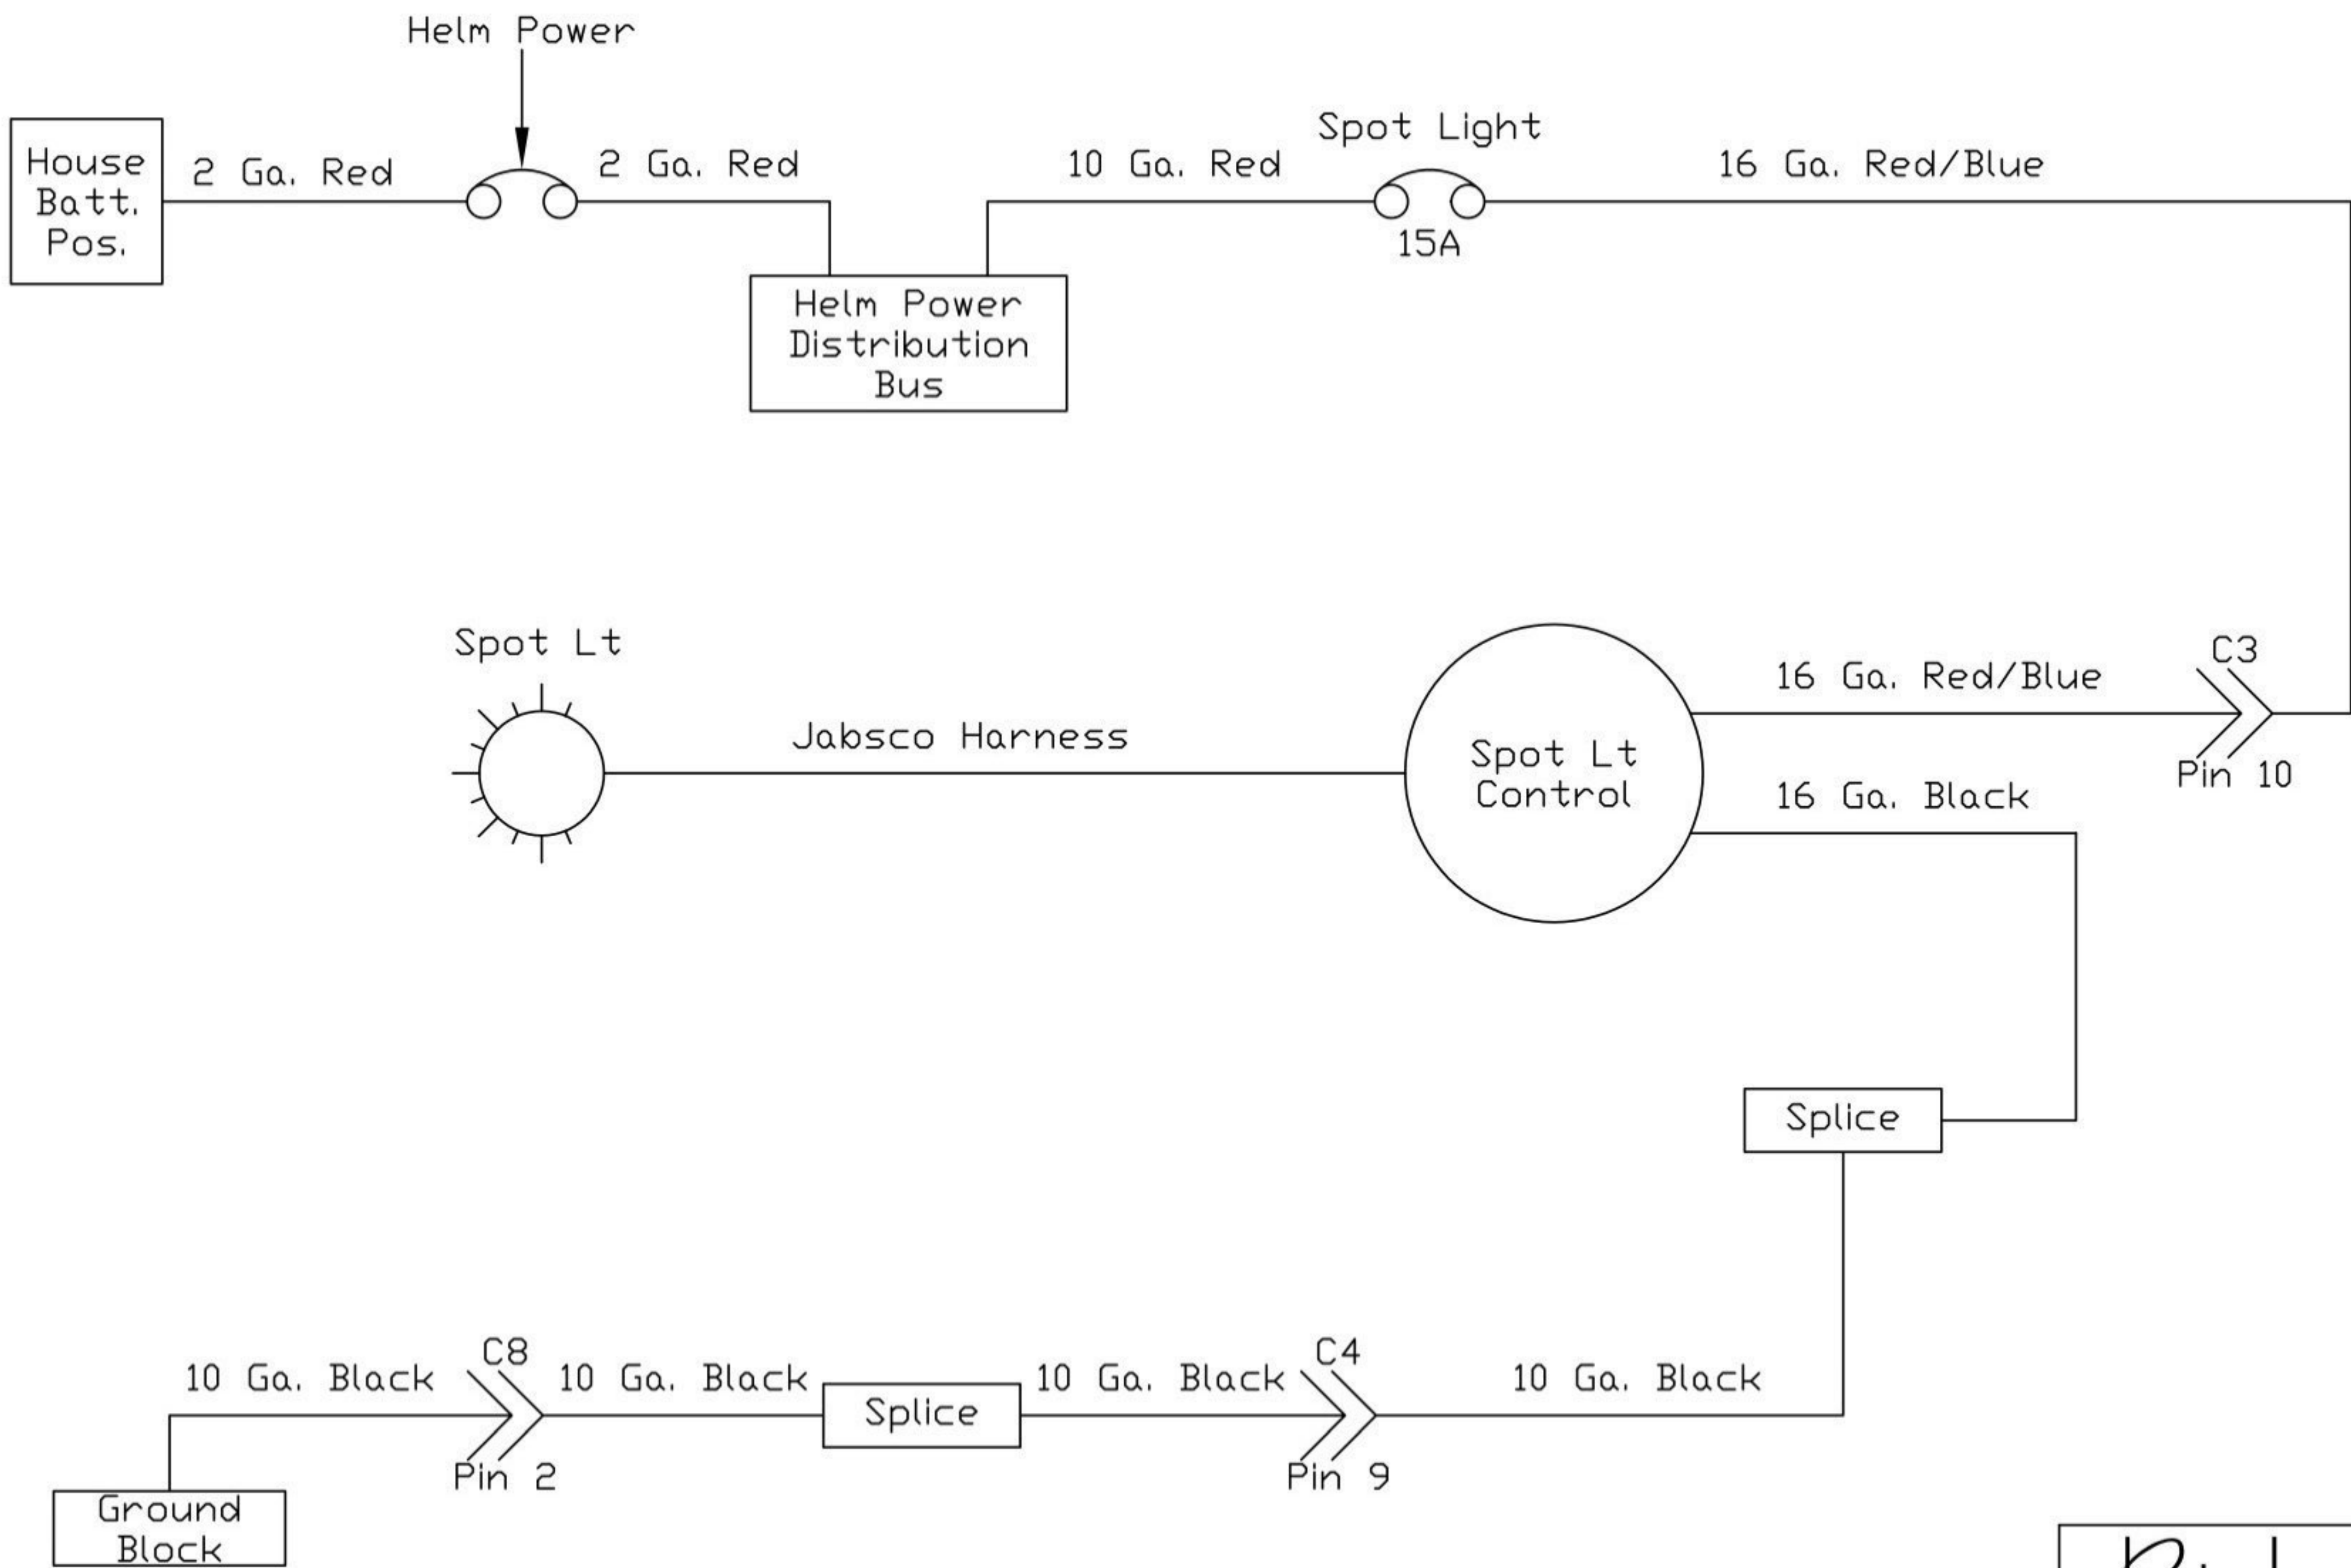 Helm Power
House
Batt.
Pos.
2 Ga. Red
2 Ga. Red
10 Ga. Red
Spot Light
15A
16 Ga. Red/Blue
Helm Power
Distribution
Bus
Spot Lt
Jabsco Harness
Spot Lt
Control
16 Ga. Red/Blue
C3
Pin 10
16 Ga. Black
Splice
10 Ga. Black
C8
Pin 2
10 Ga. Black
Splice
10 Ga. Black
C4
Pin 9
10 Ga. Black
Ground
Block